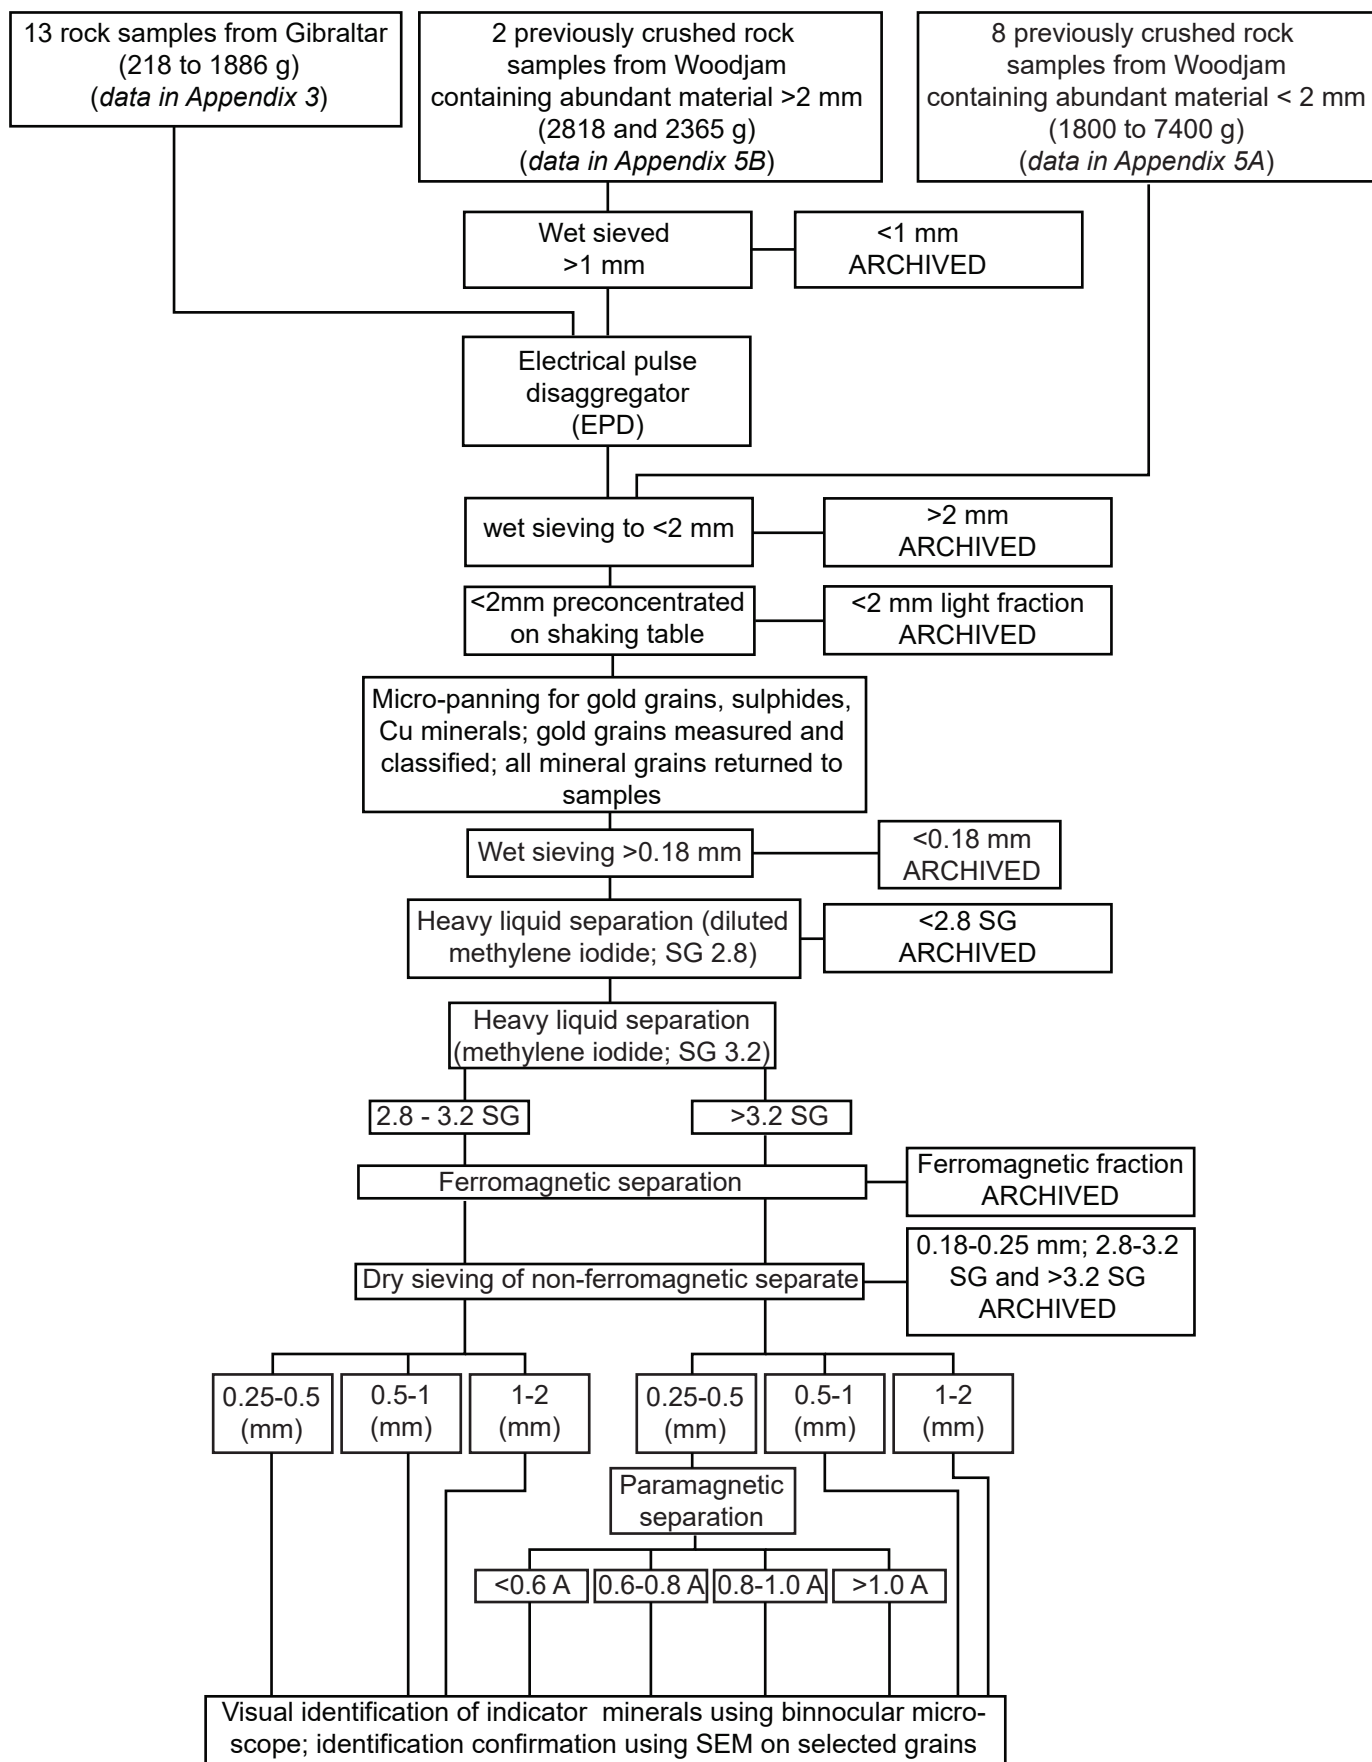 13 rock samples from Gibraltar
(218 to 1886 g)
(data in Appendix 3)
2 previously crushed rock
samples from Woodjam
containing abundant material >2 mm
(2818 and 2365 g)
(data in Appendix 5B)
8 previously crushed rock
samples from Woodjam
containing abundant material < 2 mm
(1800 to 7400 g)
(data in Appendix 5A)
Wet sieved
>1 mm
<1 mm
ARCHIVED
Electrical pulse
disaggregator
(EPD)
wet sieving to <2 mm
>2 mm
ARCHIVED
<2mm preconcentrated
on shaking table
<2 mm light fraction
ARCHIVED
Micro-panning for gold grains, sulphides,
Cu minerals; gold grains measured and
classified; all mineral grains returned to
samples
Wet sieving >0.18 mm
<0.18 mm
ARCHIVED
Heavy liquid separation (diluted
methylene iodide; SG 2.8)
<2.8 SG
ARCHIVED
Heavy liquid separation
(methylene iodide; SG 3.2)
2.8 - 3.2 SG
>3.2 SG
Ferromagnetic separation
Ferromagnetic fraction
ARCHIVED
Dry sieving of non-ferromagnetic separate
0.18-0.25 mm; 2.8-3.2
SG and >3.2 SG
ARCHIVED
0.25-0.5
(mm)
0.5-1
(mm)
1-2
(mm)
0.25-0.5
(mm)
0.5-1
(mm)
1-2
(mm)
Paramagnetic
separation
<0.6 A
0.6-0.8 A
0.8-1.0 A
>1.0 A
Visual identification of indicator minerals using binnocular micro-
scope; identification confirmation using SEM on selected grains